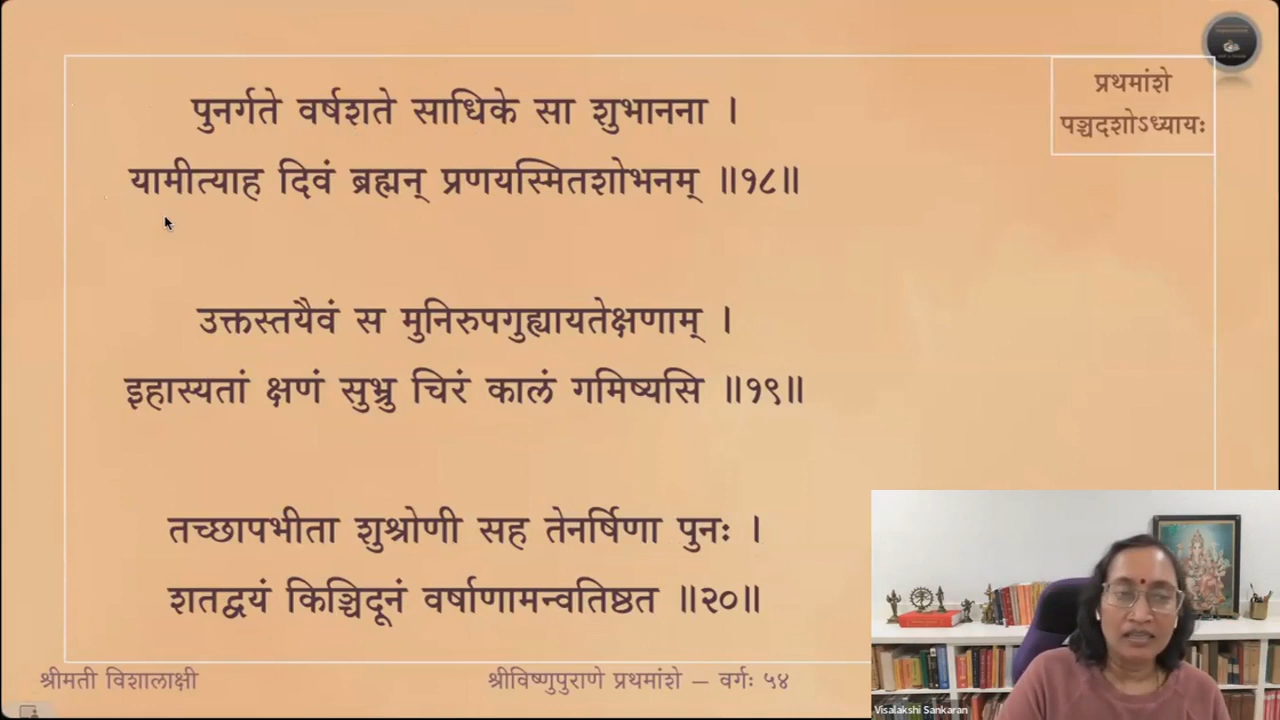 प्रथमांशे
पञ्चदशोऽध्यायः
पुनर्गते वर्षशते साधिके सा शुभानना ।
यामीत्याह दिवं ब्रह्मन् प्रणयस्मितशोभनम् ॥१८॥
उक्तस्तयैवं स मुनिरुपगुह्यायतेक्षणाम् ।
इहास्यतां क्षणं सुभ्रु चिरं कालं गमिष्यसि ॥१९॥
तच्छापभीता शुश्रोणी सह तेनर्षिणा पुनः ।
शतद्वयं किञ्चिदूनं वर्षाणामन्वतिष्ठत ॥२०॥
श्रीमती विशालाक्षी
श्रीविष्णुपुराणे प्रथमांशे – वर्गः ५४
Visalakshi Sankaran